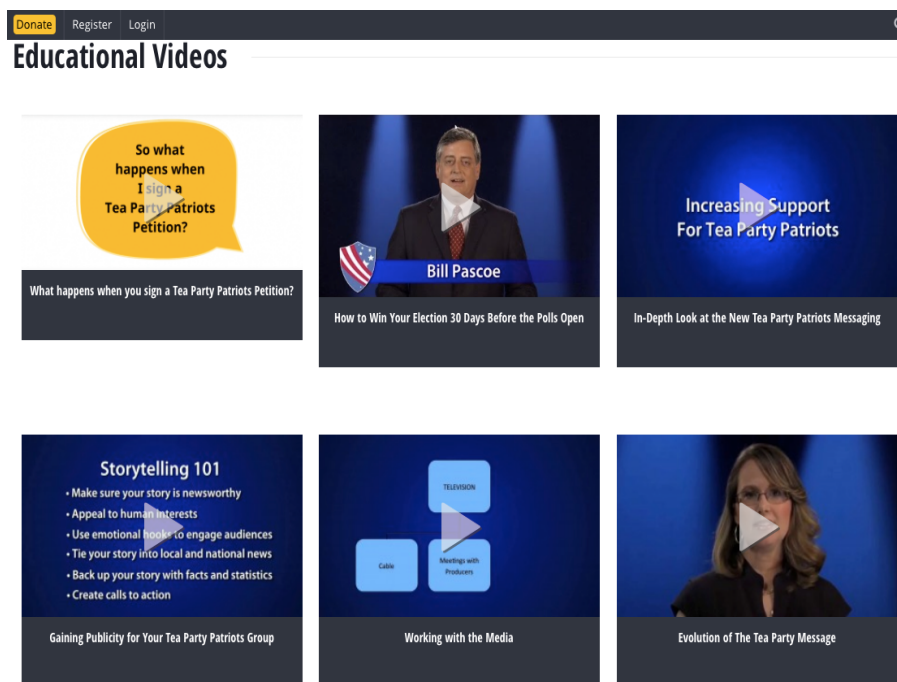 Donate Register Login
Educational Videos
So what
happens when
I sign a
Tea Party Patriots
Petition?
What happens when you sign a Tea Party Patriots Petition?
Bill Pascoe
How to Win Your Election 30 Days Before the Polls Open
Increasing Support
For Tea Party Patriots
In-Depth Look at the New Tea Party Patriots Messaging
Storytelling 101
• Make sure your story is newsworthy
• Appeal to human interests
• Use emotional hooks to engage audiences
• Tie your story into local and national news
• Back up your story with facts and statistics
• Create calls to action
Gaining Publicity for Your Tea Party Patriots Group
TELEVISION
Cable
Meetings with
Producers
Working with the Media
Evolution of The Tea Party Message